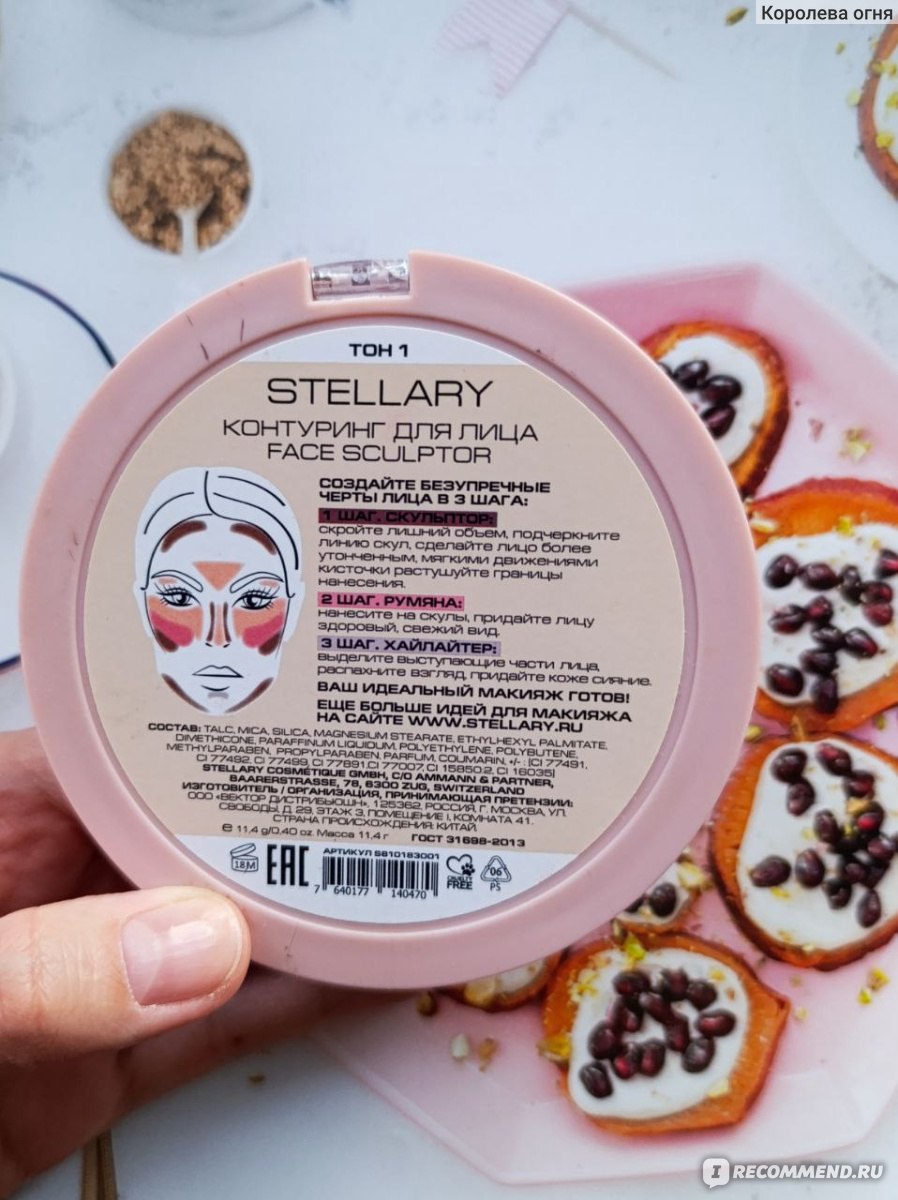 Королева огня
ТОН 1
STELLARY
КОНТУРИНГ ДЛЯ ЛИЦА
FACE SCULPTOR
СОЗДАЙТЕ БЕЗУПРЕЧНЫЕ
ЧЕРТЫ ЛИЦА В 3 ШАГА:
1 ШАГ. СКУЛЬПТОР:
скройте лишний объем, подчеркните
линию скул, сделайте лицо более
утонченным, мягкими движениями
кисточки растушуйте границы
нанесения.
2 ШАГ. РУМЯНА:
нанесите на скулы, придайте лицу
здоровый, свежий вид.
3 ШАГ. ХАЙЛАЙТЕР:
выделите выступающие части лица,
распахните взгляд, придайте коже сияние.
ВАШ ИДЕАЛЬНЫЙ МАКИЯЖ ГОТОВ!
ЕЩЕ БОЛЬШЕ ИДЕЙ ДЛЯ МАКИЯЖА
НА САЙТЕ WWW.STELLARY.RU
СОСТАВ: TALC, MICA, SILICA, MAGNESIUM STEARATE, ETHYLHEXYL PALMITATE,
DIMETHICONE, PARAFFINUM LIQUIDUM, POLYETHYLENE, POLYBUTENE,
METHYLPARABEN, PROPYLPARABEN, PARFUM, COUMARIN, +/- : [CI 77491,
CI 77492, CI 77499, CI 77891, CI 77007, CI 15850:2, CI 16035]
STELLARY COSMÉTIQUE GMBH, C/O AMMANN & PARTNER,
BAARERSTRASSE, 78, 6300 ZUG, SWITZERLAND
ИЗГОТОВИТЕЛЬ / ОРГАНИЗАЦИЯ, ПРИНИМАЮЩАЯ ПРЕТЕНЗИИ:
ООО «ВЕКТОР ДИСТРИБЬЮШН», 125362, РОССИЯ, Г. МОСКВА, УЛ.
СВОБОДЫ, Д. 29, ЭТАЖ 3, ПОМЕЩЕНИЕ I, КОМНАТА 41.
СТРАНА ПРОИСХОЖДЕНИЯ: КИТАЙ.
℮ 11,4 g/0.40 oz. Масса 11,4 г
ГОСТ 31698-2013
АРТИКУЛ S810183001
18M
EAC
7 640177 140470
CRUELTY
FREE
06
PS
IRECOMMEND.RU